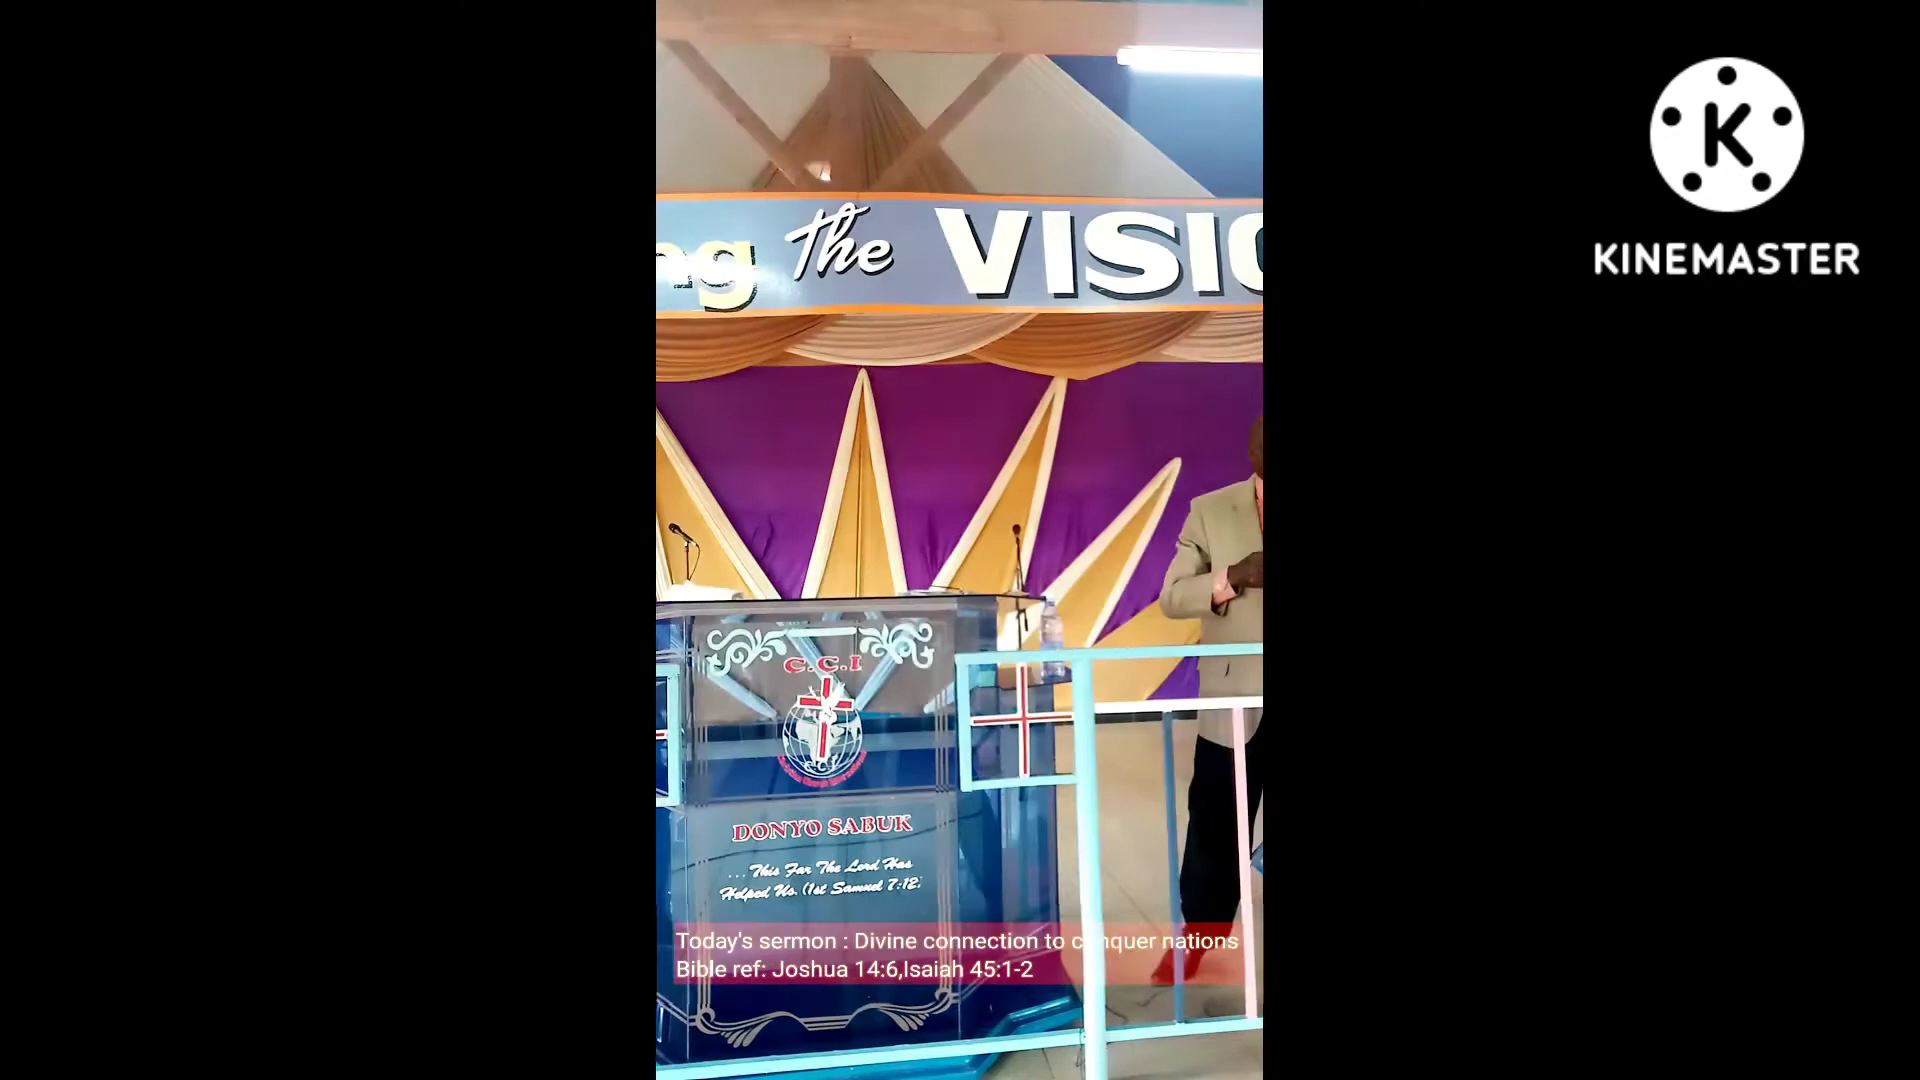 K
KINEMASTER
the VISIO
C.C.I
C.C.I
DONYO SABUK
...This Far The Lord Has
Helped Us. (1st Samuel 7:12)
Today's sermon : Divine connection to conquer nations
Bible ref: Joshua 14:6,Isaiah 45:1-2